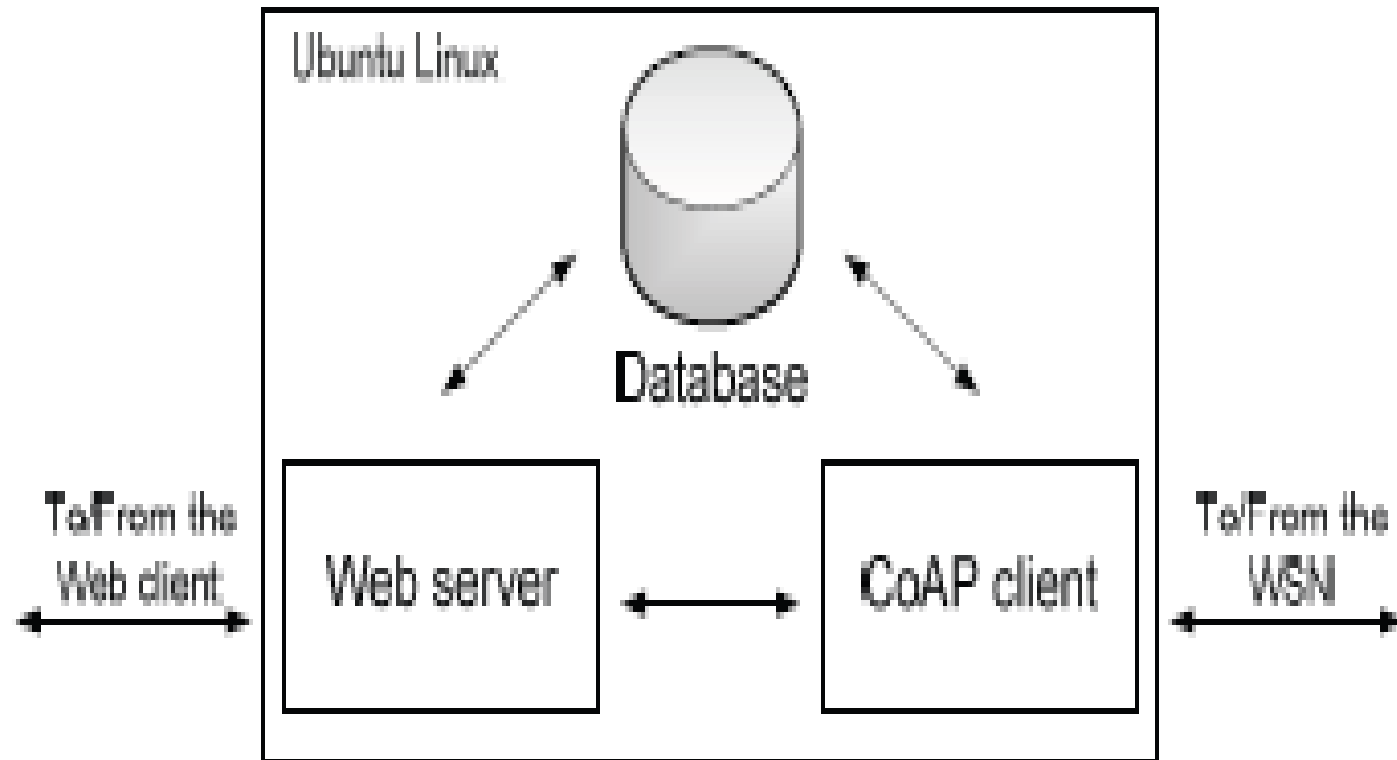 Ubuntu Linux
Database
To/From the
Web client
Web server
CoAP client
To/From the
WSN